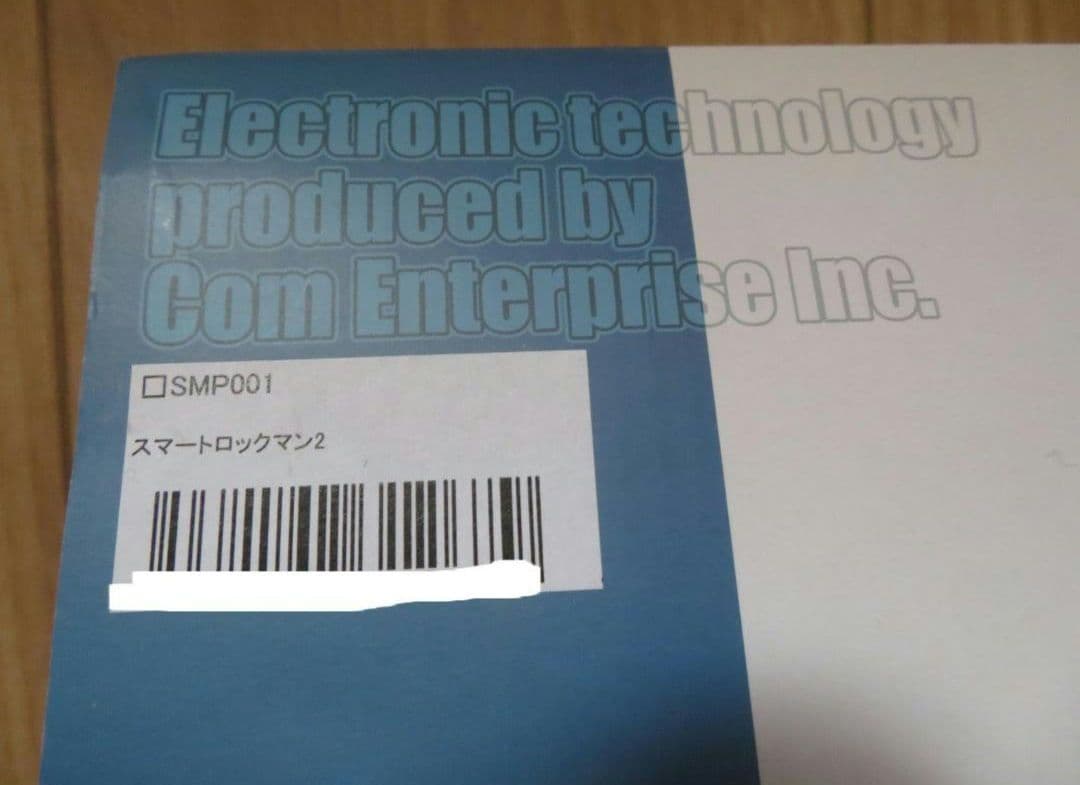 Electronic technology
produced by
Com Enterprise Inc.
□SMP001
スマートロックマン2